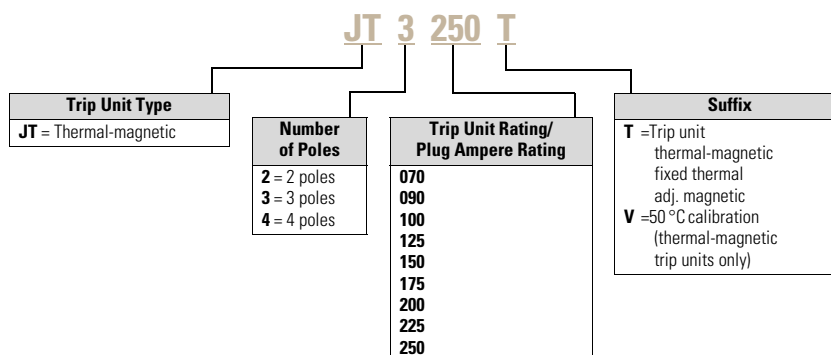 JT 3 250 T
Trip Unit Type
JT = Thermal-magnetic
Number
of Poles
2 = 2 poles
3 = 3 poles
4 = 4 poles
Trip Unit Rating/
Plug Ampere Rating
070
090
100
125
150
175
200
225
250
Suffix
T =Trip unit
thermal-magnetic
fixed thermal
adj. magnetic
V =50 °C calibration
(thermal-magnetic
trip units only)